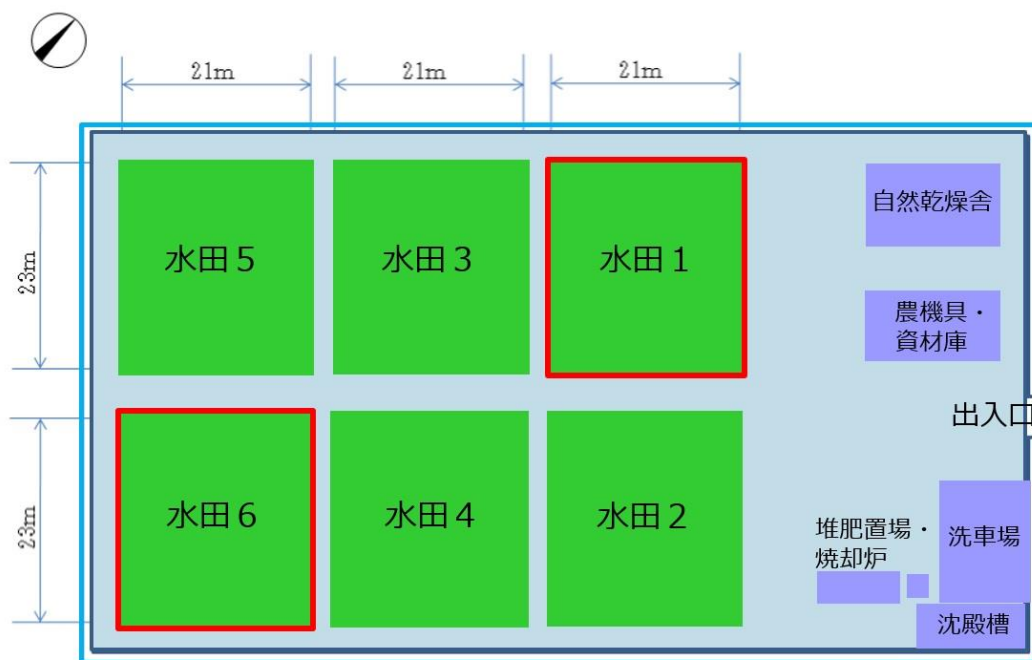 21m
21m
21m
23m
23m
水田５
水田３
水田１
水田６
水田４
水田２
自然乾燥舎
農機具・
資材庫
出入口
堆肥置場・
焼却炉
洗車場
沈殿槽